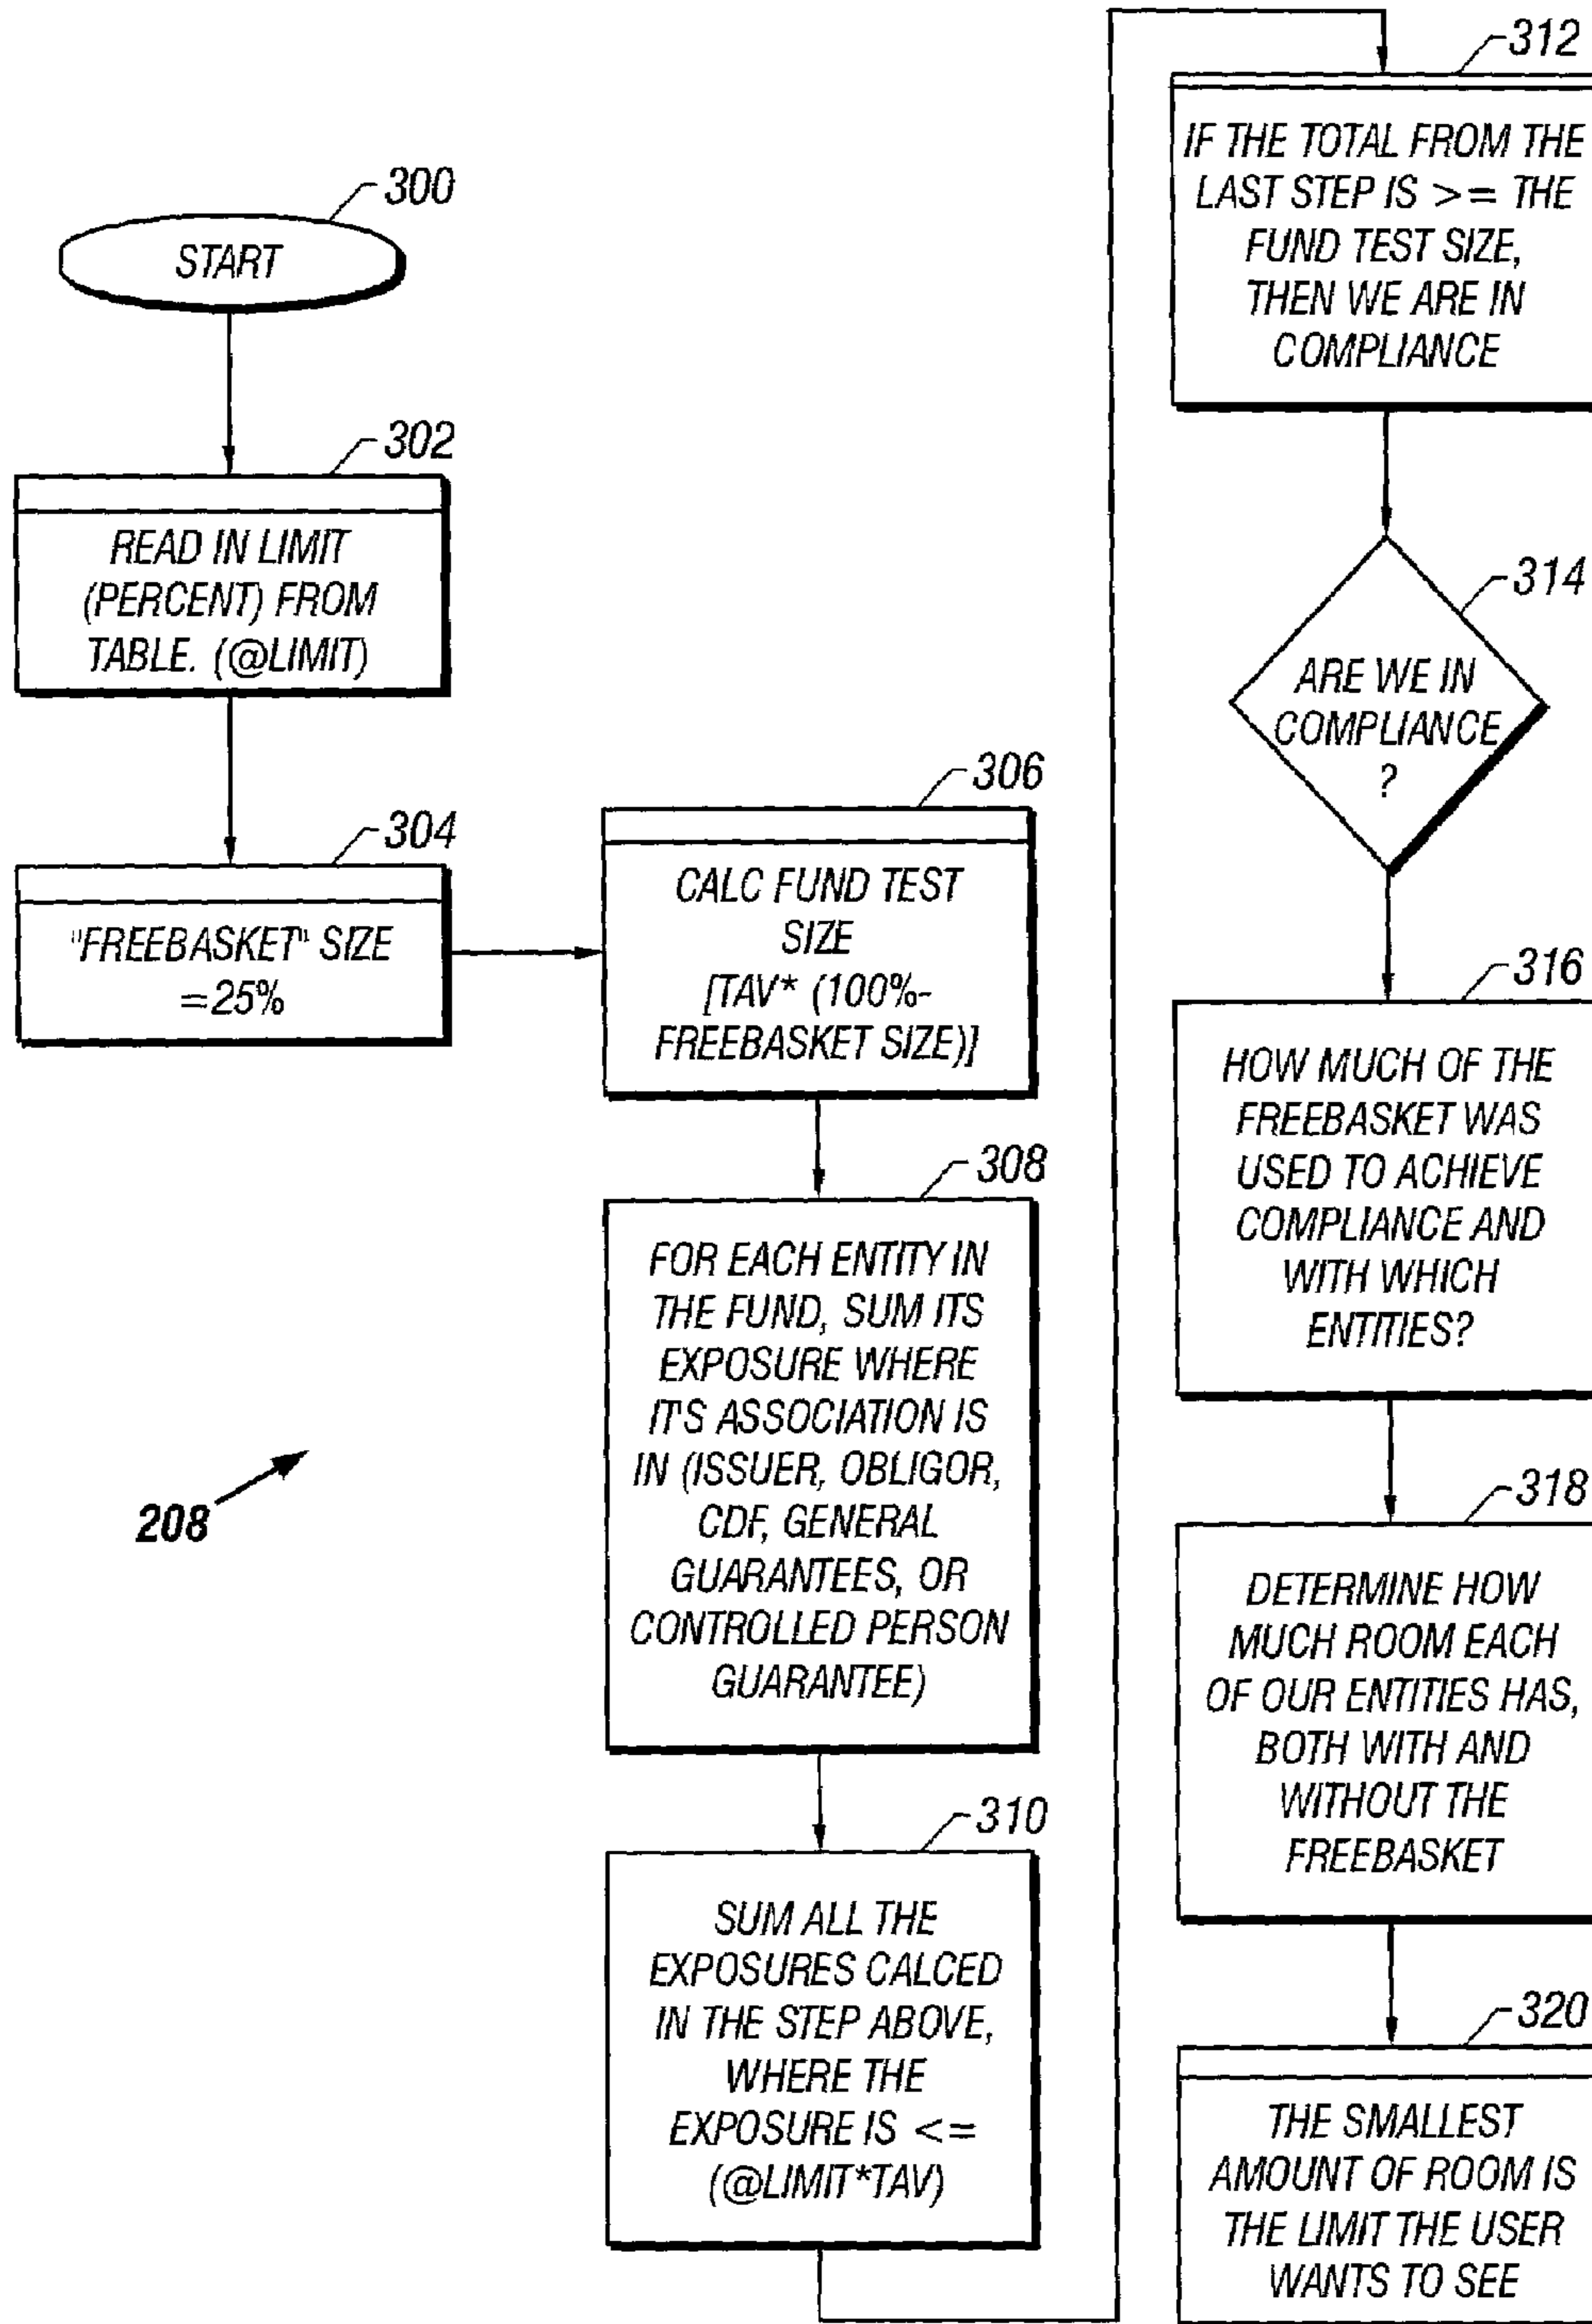 300
START
302
READ IN LIMIT
(PERCENT) FROM
TABLE. (@LIMIT)
304
"FREEBASKET" SIZE
=25%
306
CALC FUND TEST
SIZE
[TAV* (100%-
FREEBASKET SIZE)]
308
FOR EACH ENTITY IN
THE FUND, SUM ITS
EXPOSURE WHERE
IT'S ASSOCIATION IS
IN (ISSUER, OBLIGOR,
CDF, GENERAL
GUARANTEES, OR
CONTROLLED PERSON
GUARANTEE)
208
310
SUM ALL THE
EXPOSURES CALCED
IN THE STEP ABOVE,
WHERE THE
EXPOSURE IS <=
(@LIMIT*TAV)
312
IF THE TOTAL FROM THE
LAST STEP IS >= THE
FUND TEST SIZE,
THEN WE ARE IN
COMPLIANCE
314
ARE WE IN
COMPLIANCE
?
316
HOW MUCH OF THE
FREEBASKET WAS
USED TO ACHIEVE
COMPLIANCE AND
WITH WHICH
ENTITIES?
318
DETERMINE HOW
MUCH ROOM EACH
OF OUR ENTITIES HAS,
BOTH WITH AND
WITHOUT THE
FREEBASKET
320
THE SMALLEST
AMOUNT OF ROOM IS
THE LIMIT THE USER
WANTS TO SEE